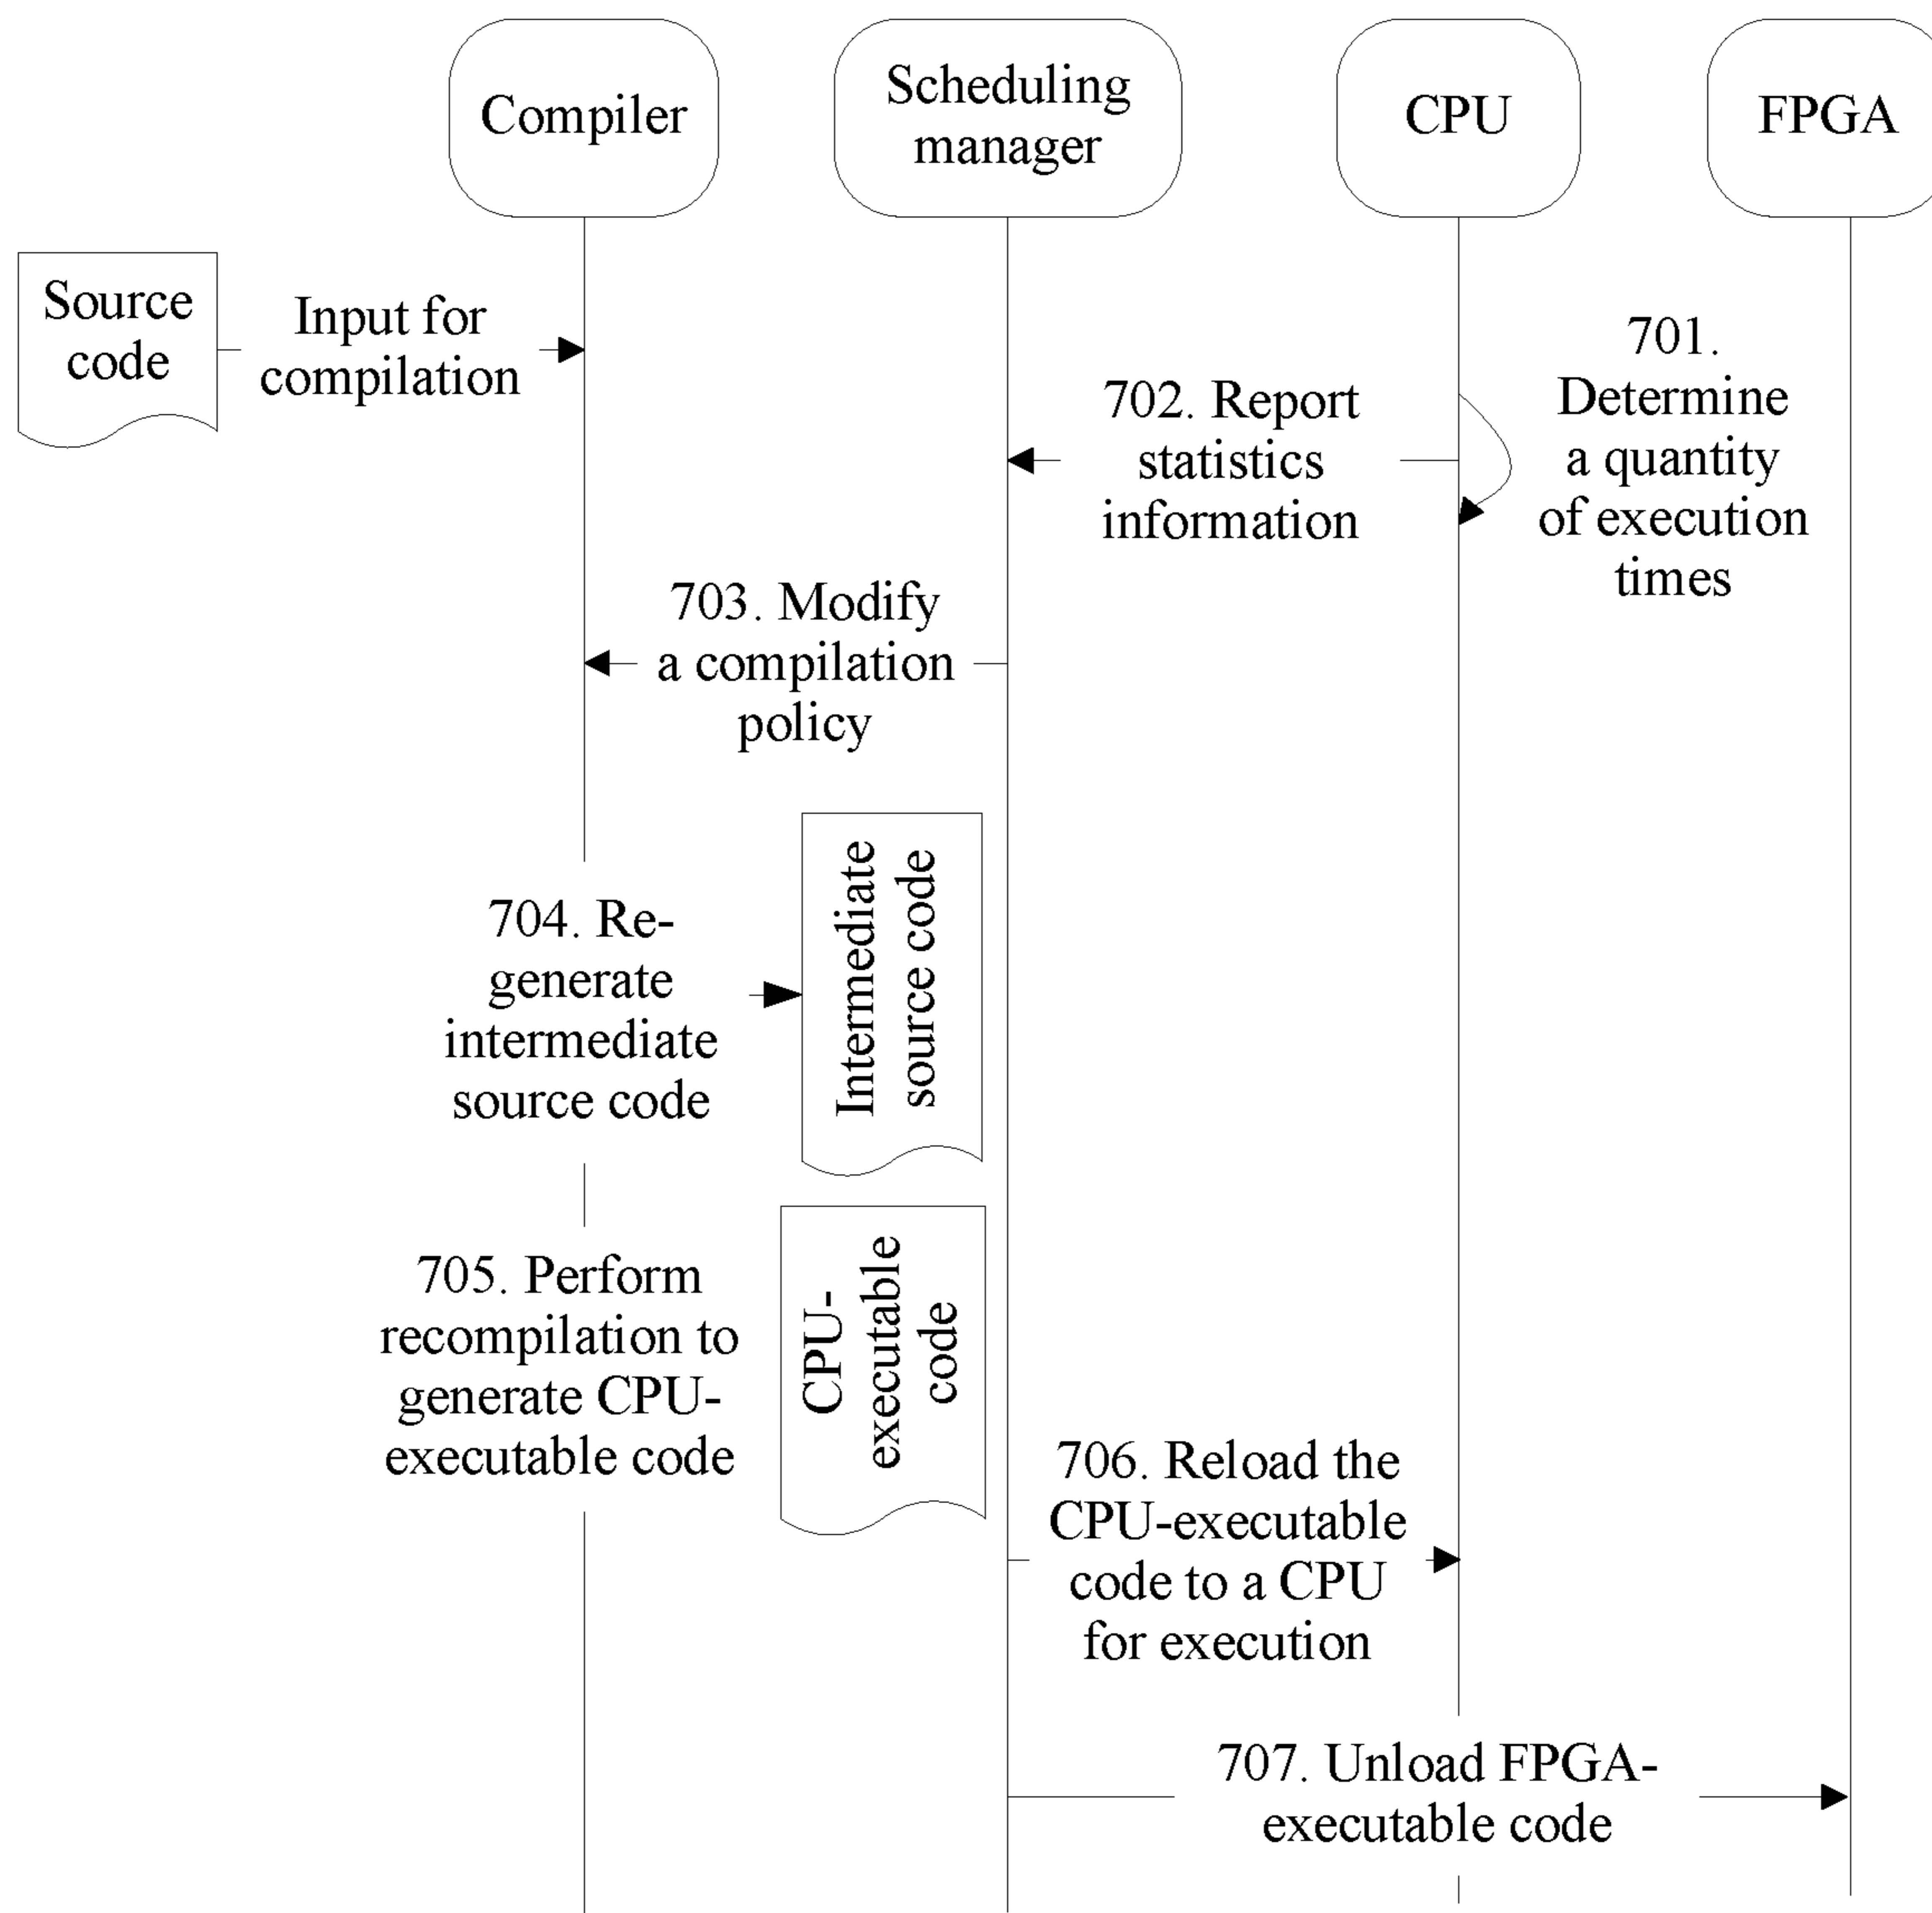 Compiler
Scheduling
manager
CPU
FPGA
Source
code
Input for
compilation
701.
Determine
a quantity
of execution
times
702. Report
statistics
information
703. Modify
a compilation
policy
704. Re-
generate
intermediate
source code
Intermediate
source code
705. Perform
recompilation to
generate CPU-
executable code
CPU-
executable
code
706. Reload the
CPU-executable
code to a CPU
for execution
707. Unload FPGA-
executable code